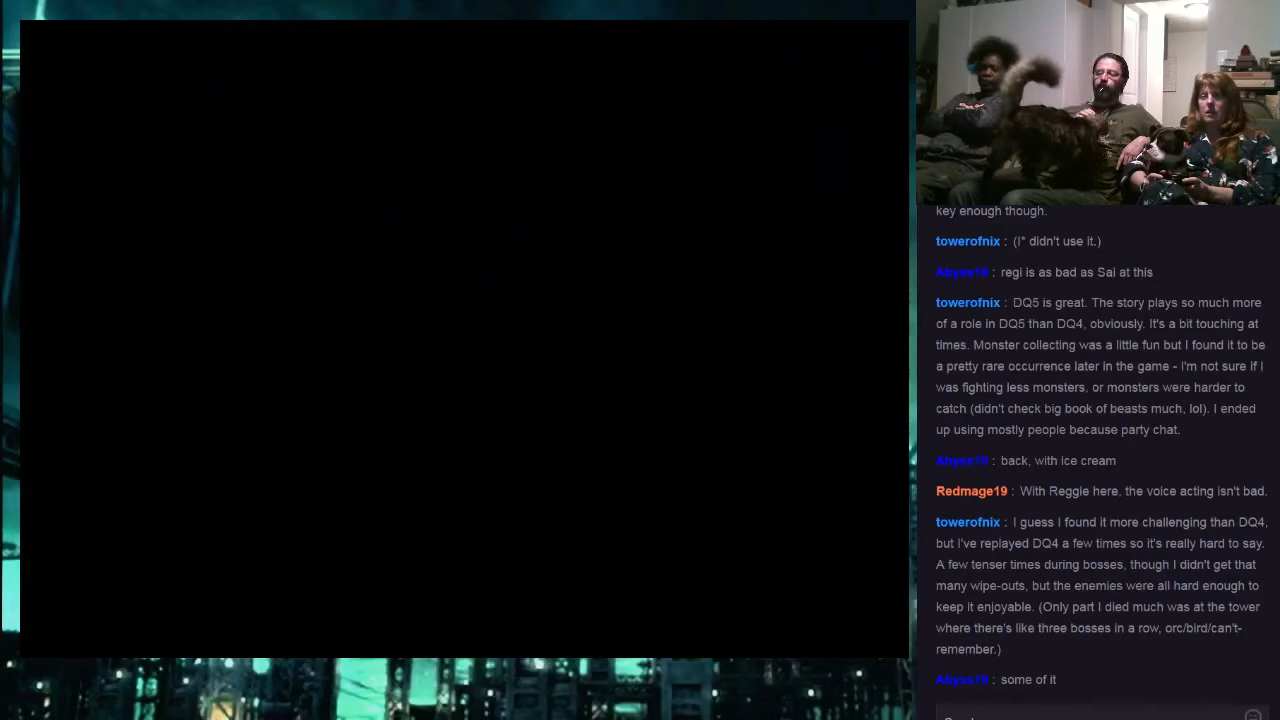 key enough though.
towerofnix : (I* didn't use it.)
Abyss19 : regi is as bad as Sai at this
towerofnix : DQ5 is great. The story plays so much more
of a role in DQ5 than DQ4, obviously. It's a bit touching at
times. Monster collecting was a little fun but I found it to be
a pretty rare occurrence later in the game - I'm not sure if I
was fighting less monsters, or monsters were harder to
catch (didn't check big book of beasts much, lol). I ended
up using mostly people because party chat.
Abyss19 : back, with ice cream
Redmage19 : With Reggie here, the voice acting isn't bad.
towerofnix : I guess I found it more challenging than DQ4,
but I've replayed DQ4 a few times so it's really hard to say.
A few tenser times during bosses, though I didn't get that
many wipe-outs, but the enemies were all hard enough to
keep it enjoyable. (Only part I died much was at the tower
where there's like three bosses in a row, orc/bird/can't-
remember.)
Abyss19 : some of it